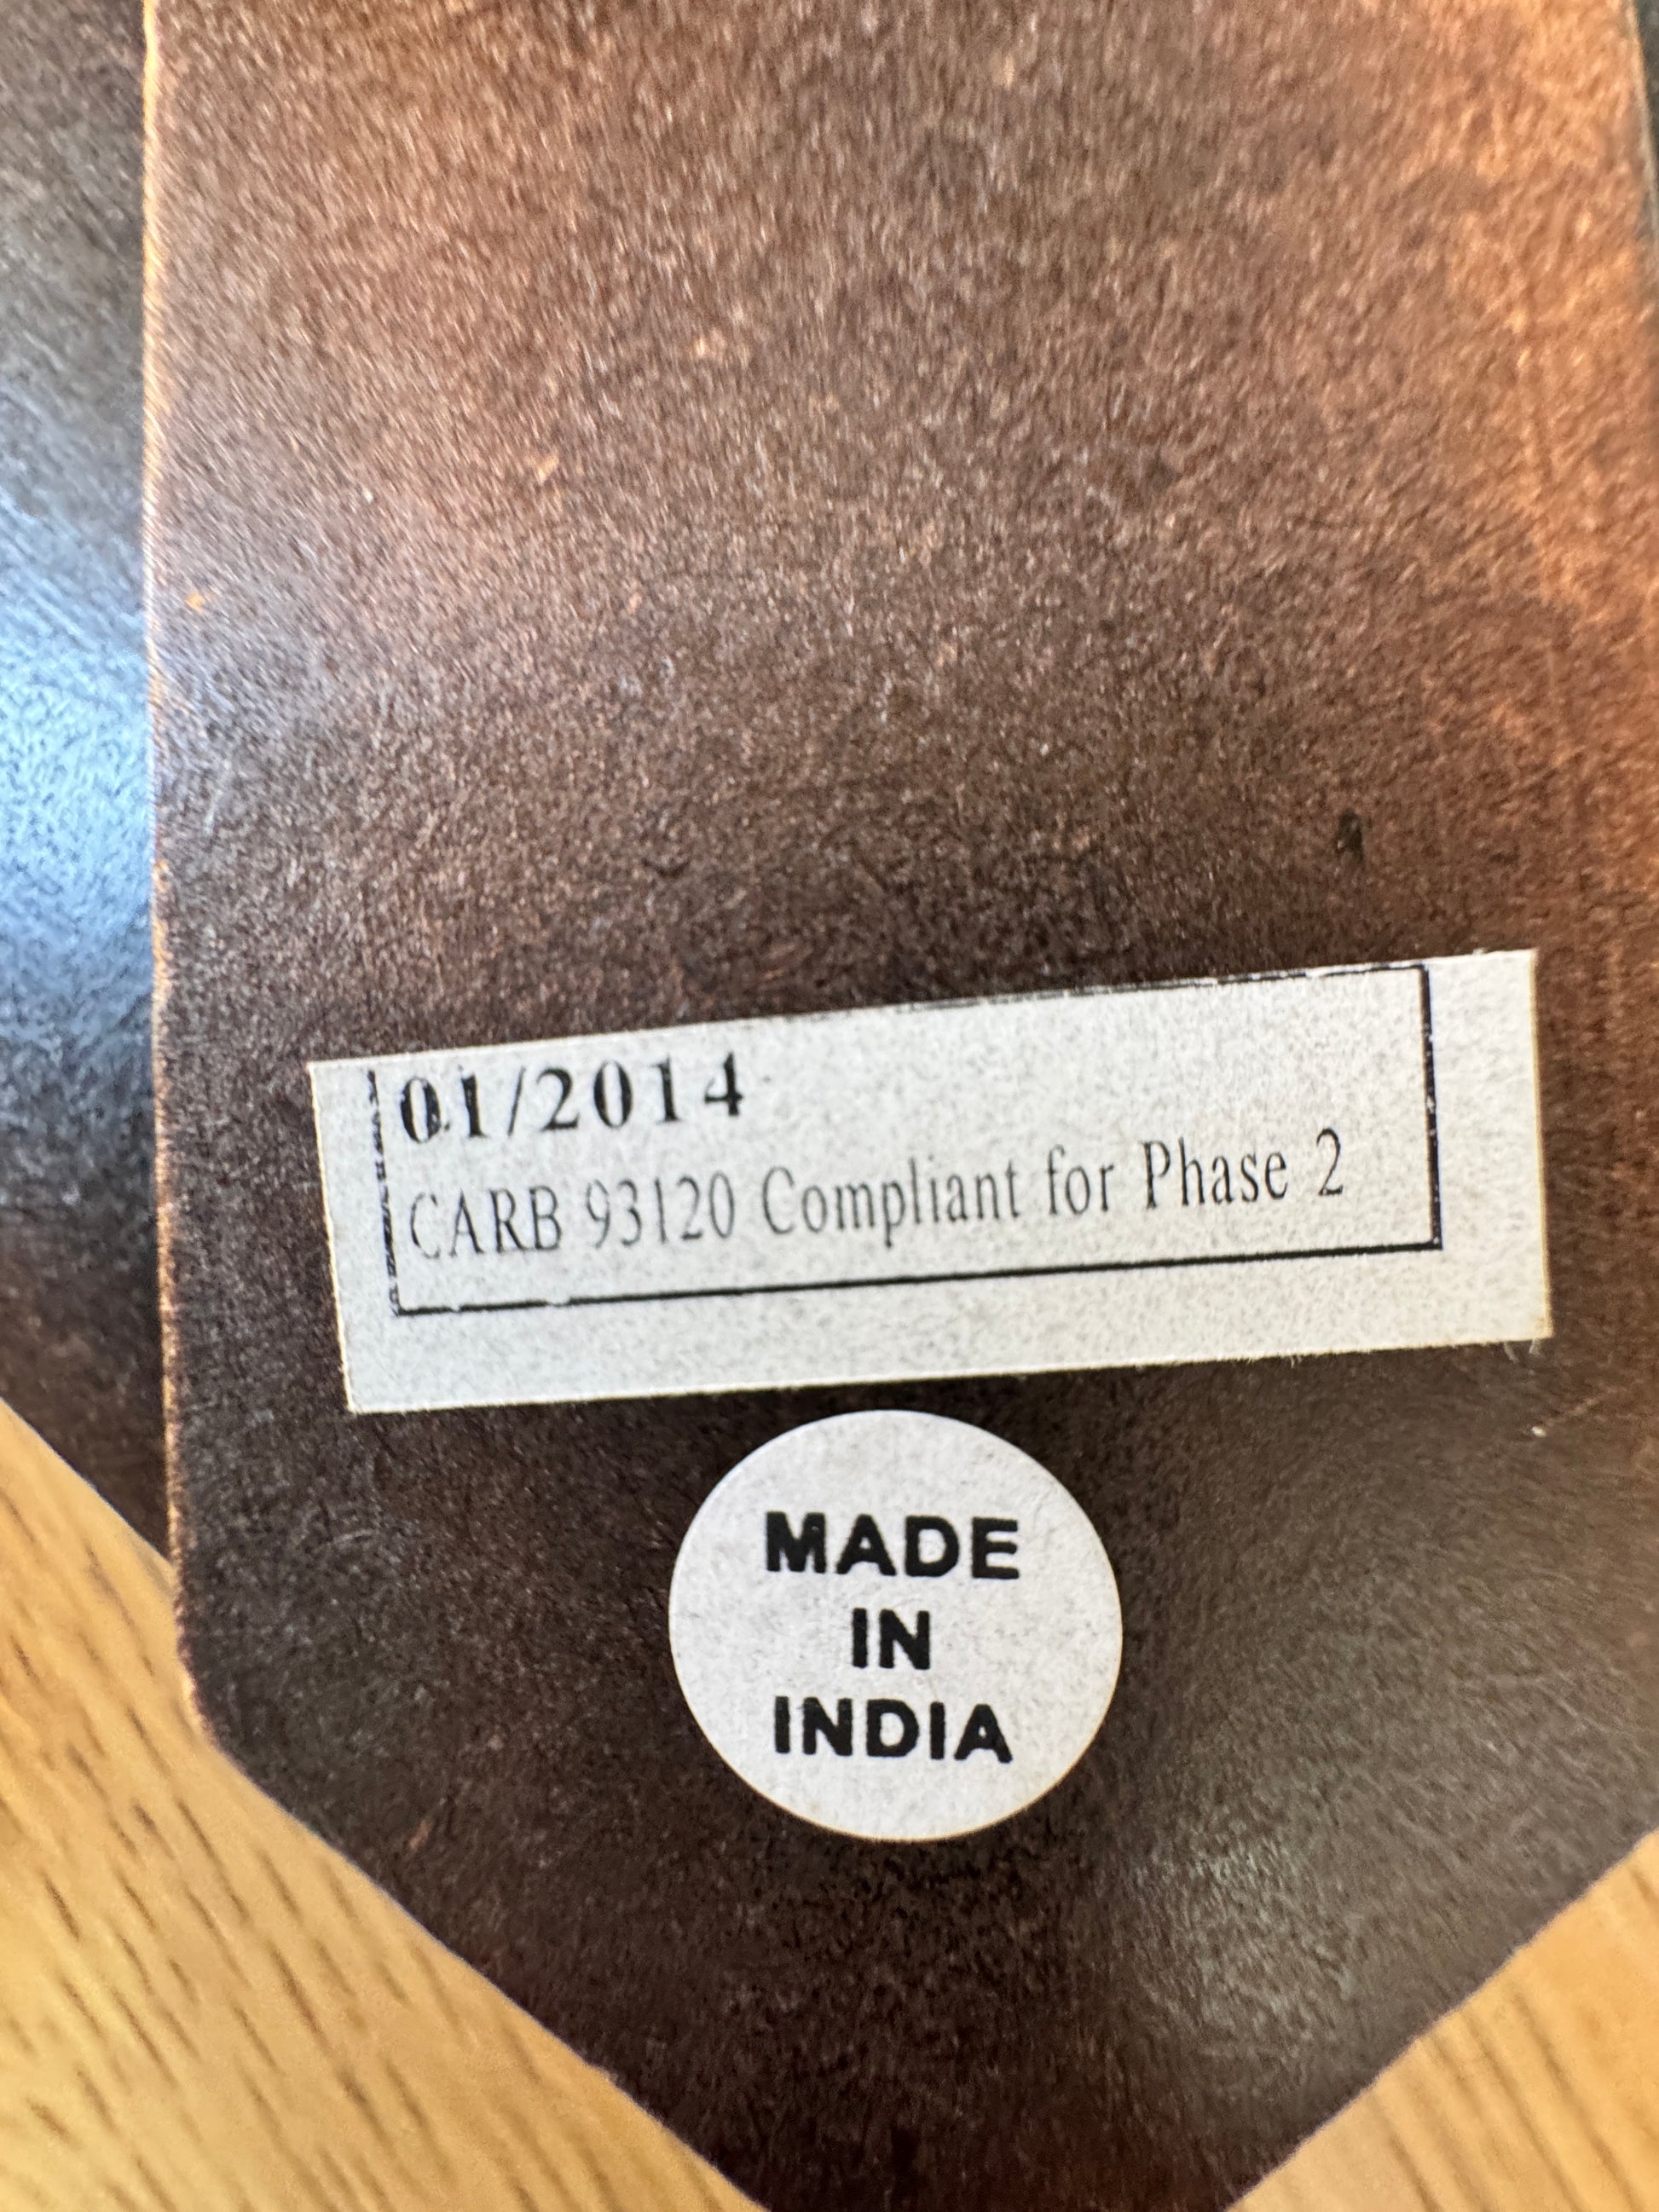 01/2014
CARB 93120 Compliant for Phase 2
MADE
IN
INDIA